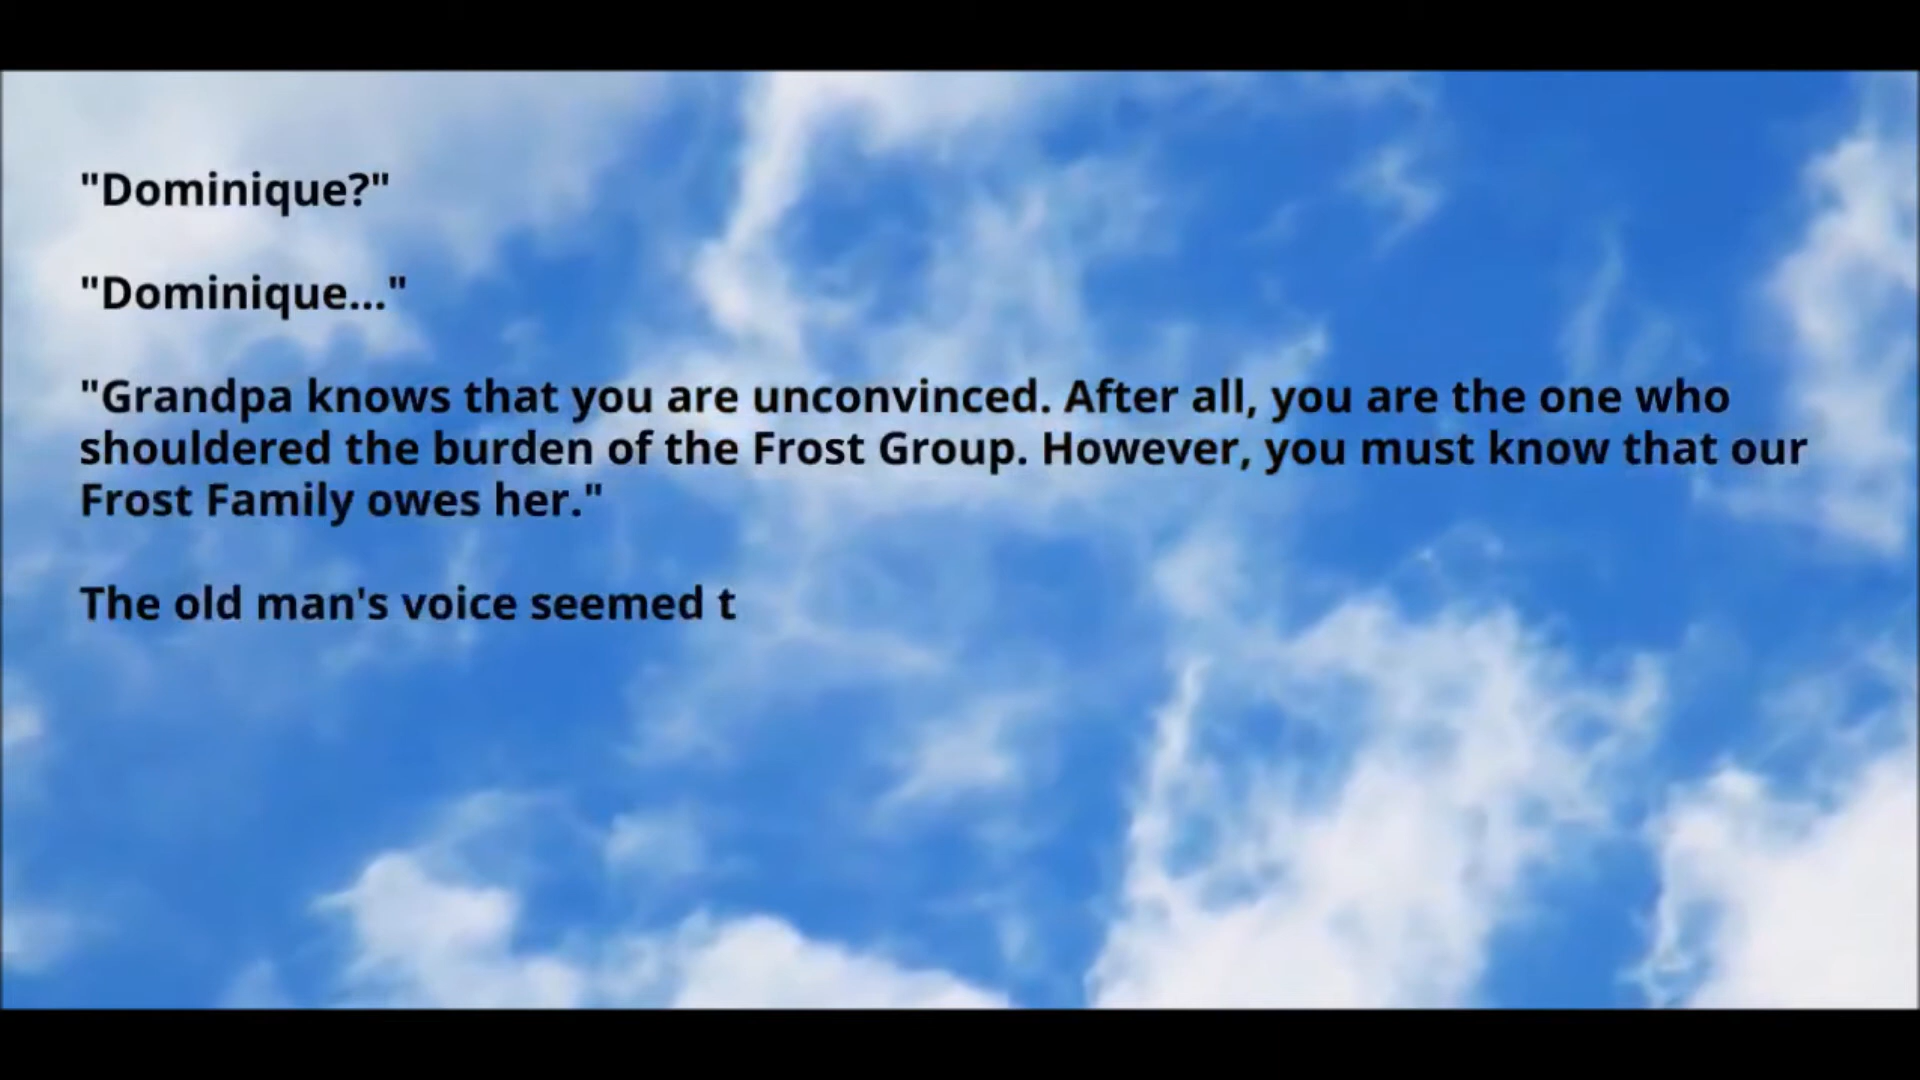 "Dominique?"
"Dominique..."
"Grandpa knows that you are unconvinced. After all, you are the one who
shouldered the burden of the Frost Group. However, you must know that our
Frost Family owes her."
The old man's voice seemed t